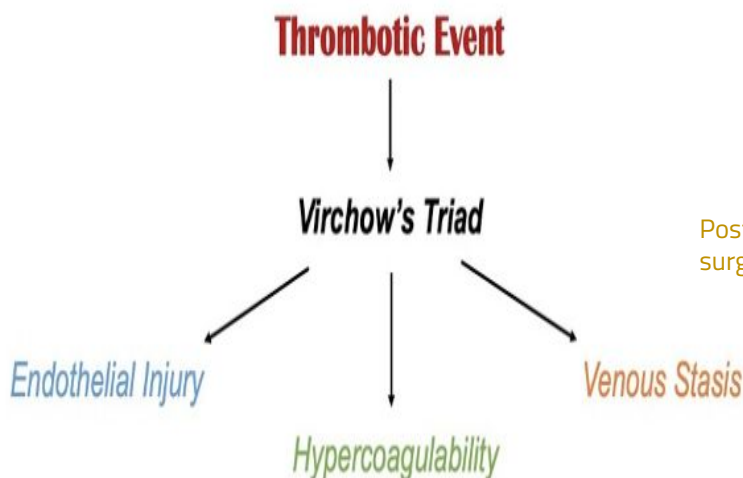 Thrombotic Event
Virchow's Triad
Endothelial Injury
Venous Stasis
Hypercoagulability